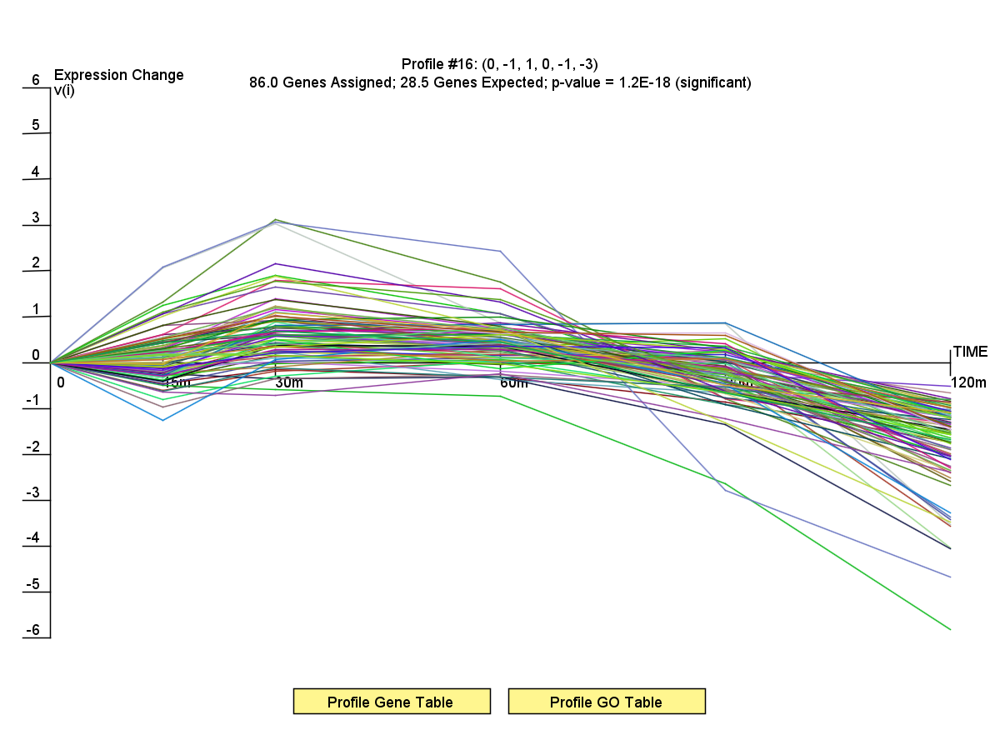 Profile #16: (0, -1, 1, 0, -1, -3)
86.0 Genes Assigned; 28.5 Genes Expected; p-value = 1.2E-18 (significant)
Expression Change
v(i)
6
5
4
3
2
1
0
-1
-2
-3
-4
-5
-6
TIME
0
15m
30m
60m
120m
Profile Gene Table
Profile GO Table